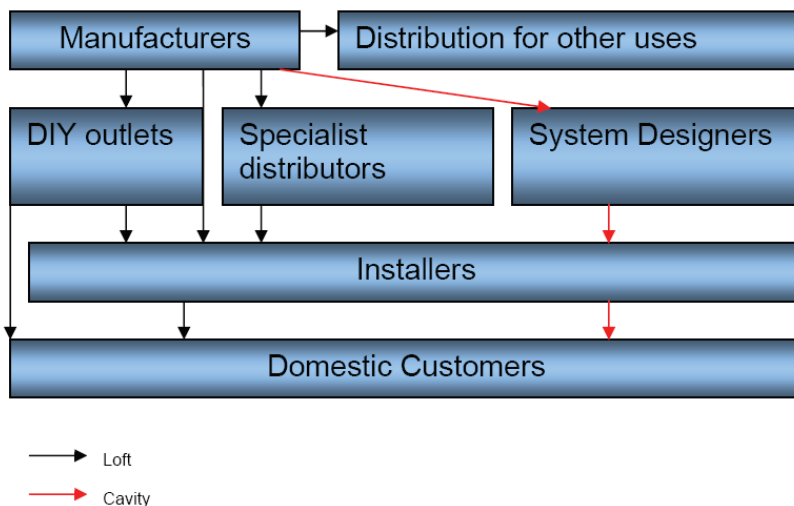 Manufacturers
Distribution for other uses
DIY outlets
Specialist
distributors
System Designers
Installers
Domestic Customers
Loft
Cavity